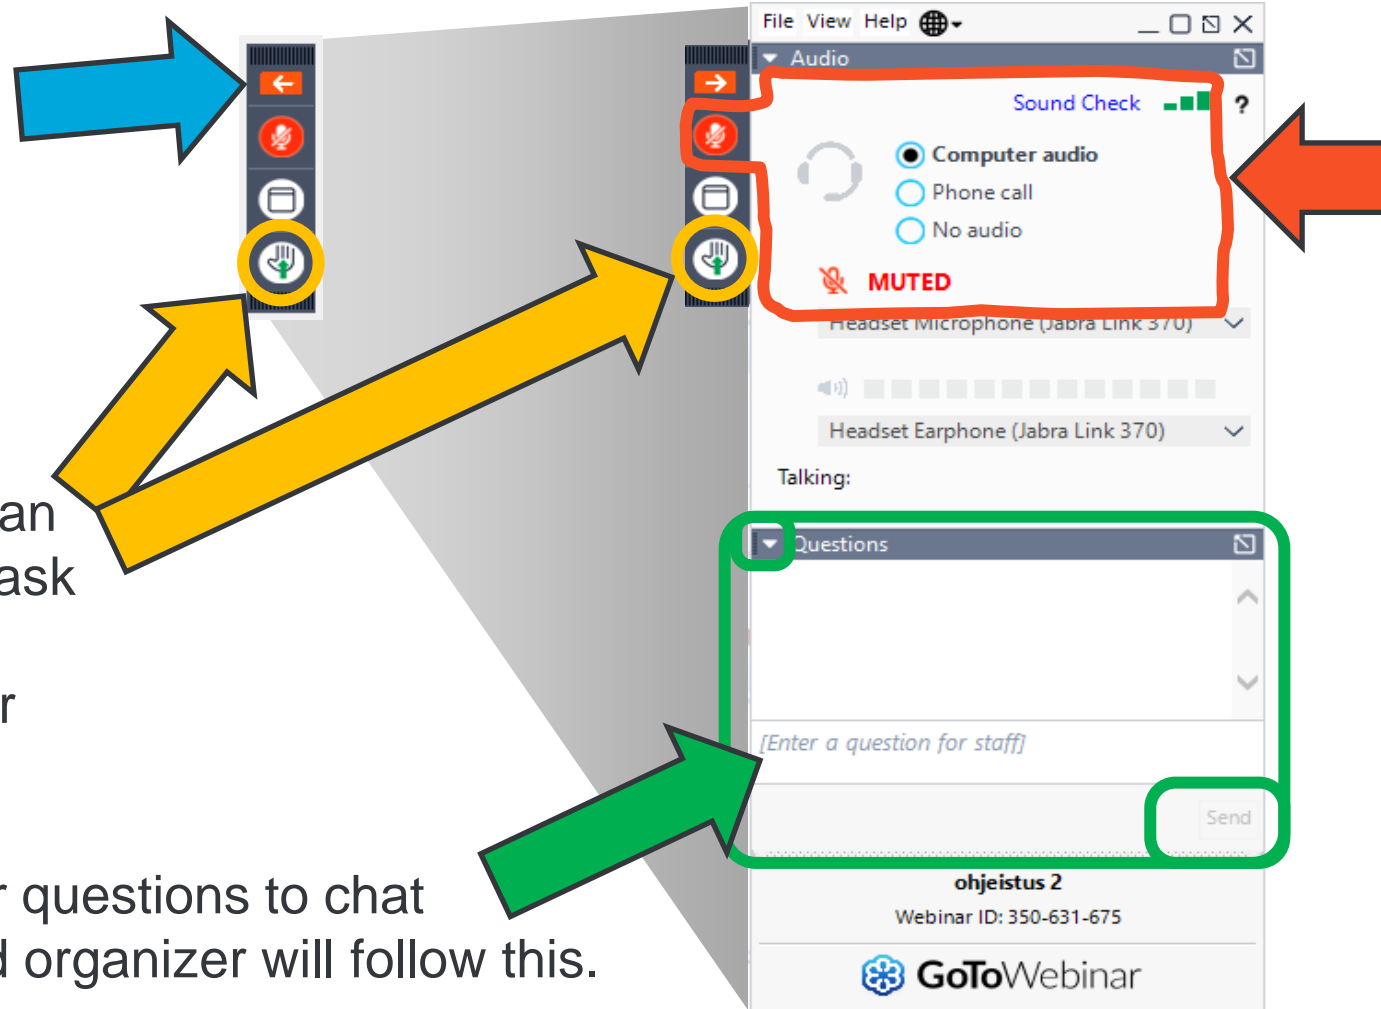 File View Help
Audio
Sound Check
?
Computer audio
Phone call
No audio
MUTED
Headset Microphone (Jabra Link 370)
Headset Earphone (Jabra Link 370)
Talking:
an
ask
r
Questions
[Enter a question for staff]
Send
r questions to chat
d organizer will follow this.
ohjeistus 2
Webinar ID: 350-631-675
GoToWebinar